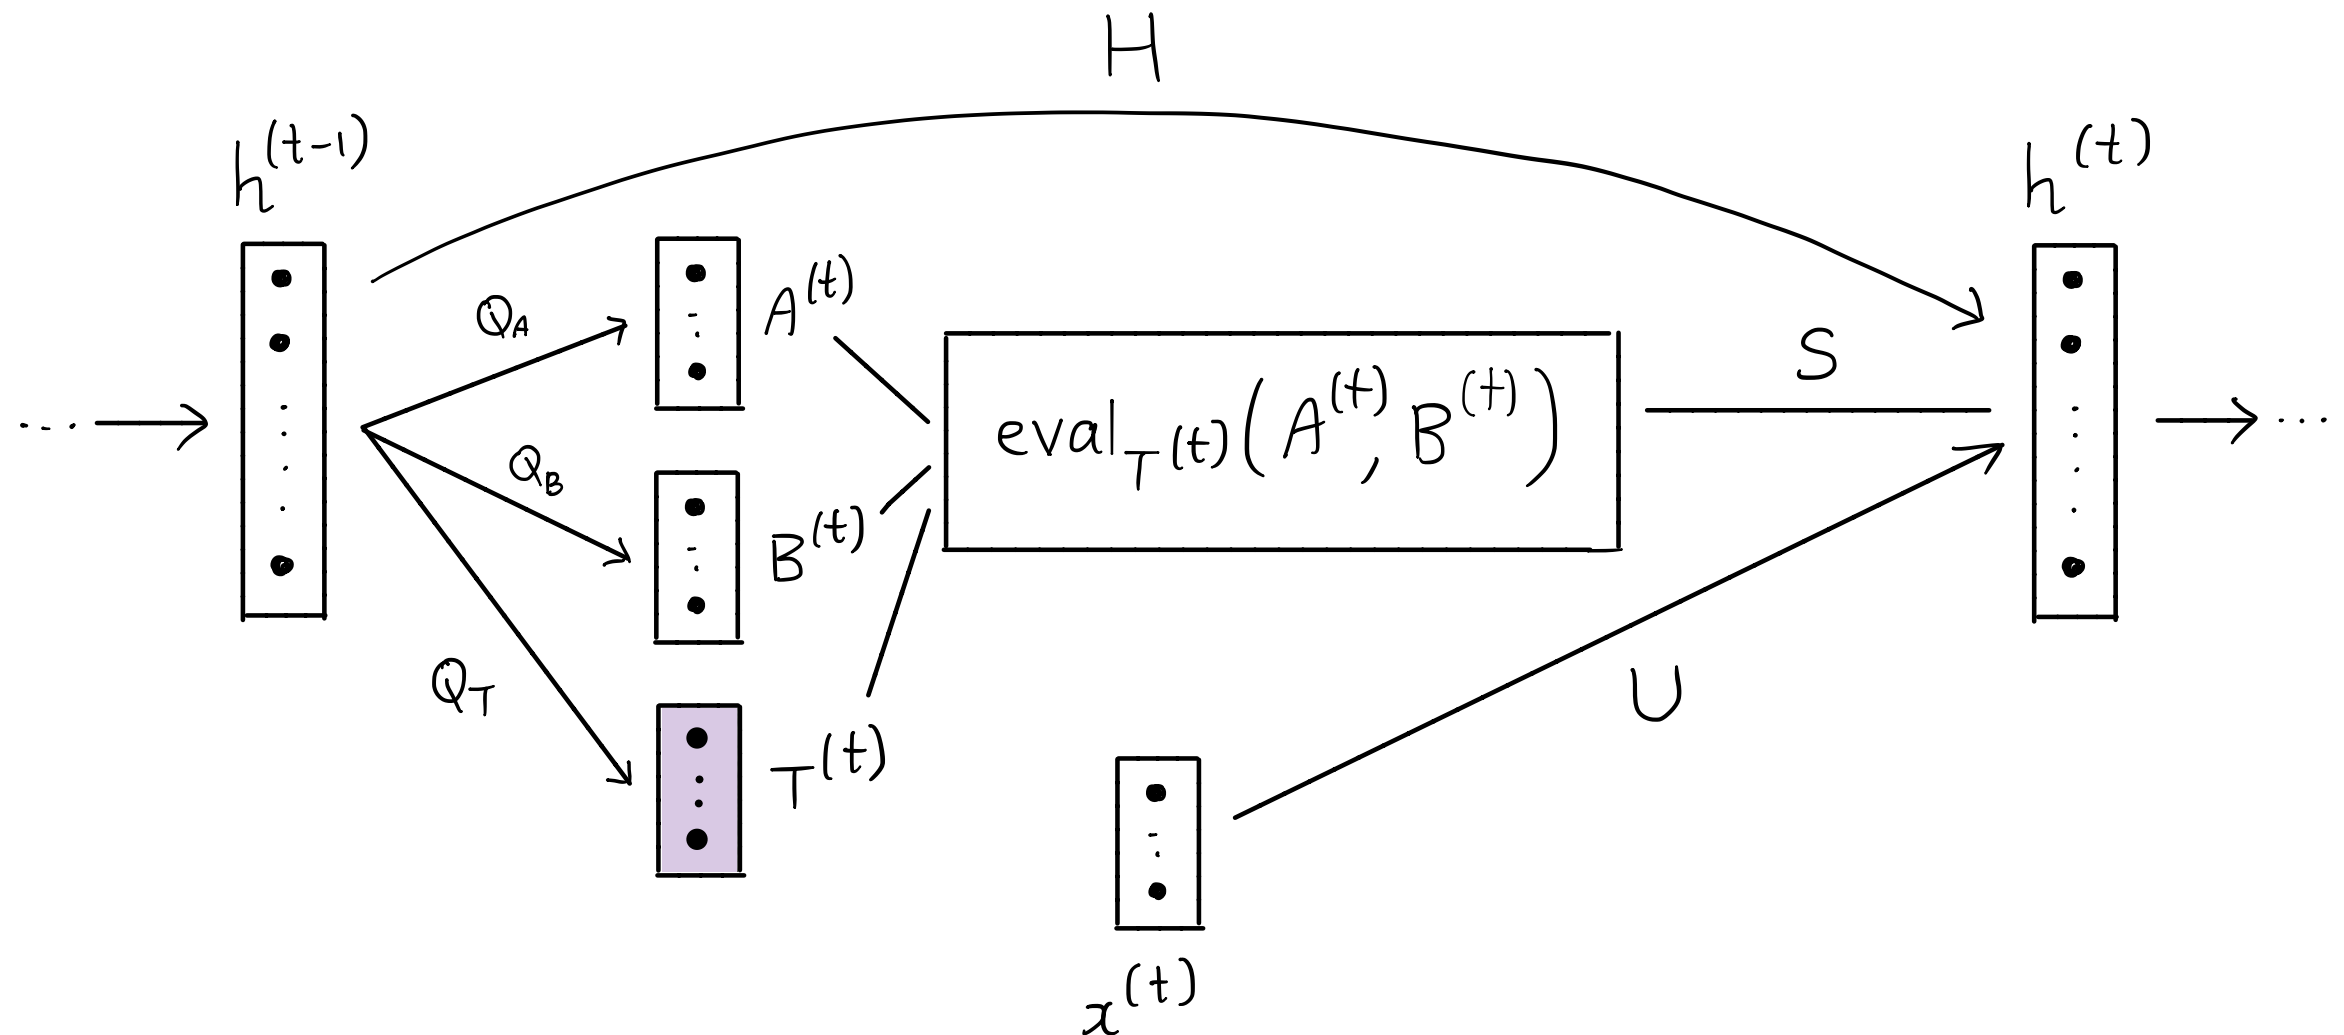 H
h^(t-1)
h^(t)
Q_A
A^(t)
eval_T^(t)(A^(t), B^(t))
S
Q_B
B^(t)
Q_T
T^(t)
U
x^(t)